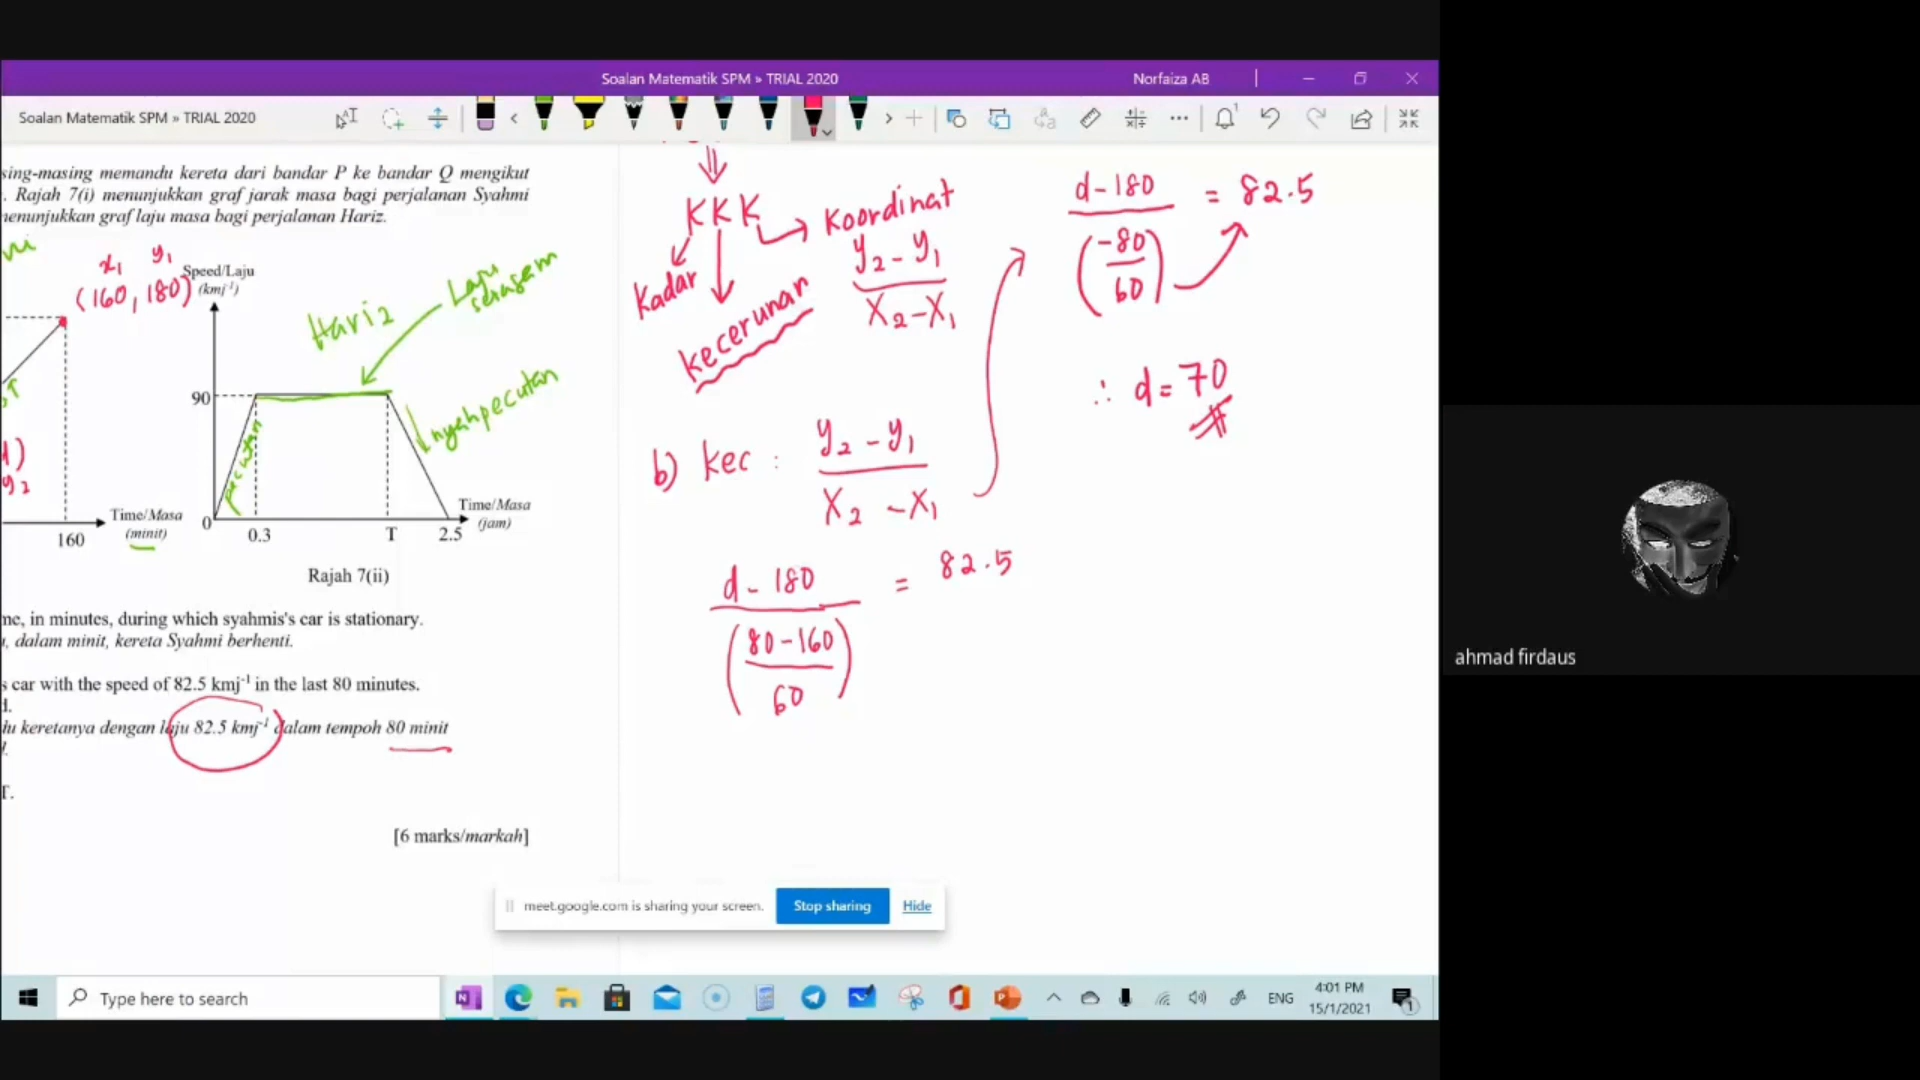 Soalan Matematik SPM » TRIAL 2020
Norfaiza AB
Soalan Matematik SPM » TRIAL 2020
sing-masing memandu kereta dari bandar P ke bandar Q mengikut
. Rajah 7(i) menunjukkan graf jarak masa bagi perjalanan Syahmi
nenunjukkan graf laju masa bagi perjalanan Hariz.
x₁ y₁
(160, 180)
Speed/Laju
(kmj⁻¹)
Hariz
Laju
seragam
90
pecutan
nyahpecutan
y₂
0
0.3
T
2.5
Time/Masa
(jam)
160
Time/Masa
(minit)
Rajah 7(ii)
me, in minutes, during which syahmis's car is stationary.
ι, dalam minit, kereta Syahmi berhenti.
s car with the speed of 82.5 kmj⁻¹ in the last 80 minutes.
d.
lu keretanya dengan laju 82.5 kmj⁻¹ dalam tempoh 80 minit
T.
[6 marks/markah]
KKK
Koordinat
y₂ - y₁
x₂ - x₁
Kadar
kecerunan
b) Kec : y₂ - y₁
x₂ - x₁
d - 180 = 82.5
(80 - 160)
60
d - 180 = 82.5
(-80)
60
∴ d = 70
meet.google.com is sharing your screen.
Stop sharing
Hide
ahmad firdaus
Type here to search
ENG
4:01 PM
15/1/2021